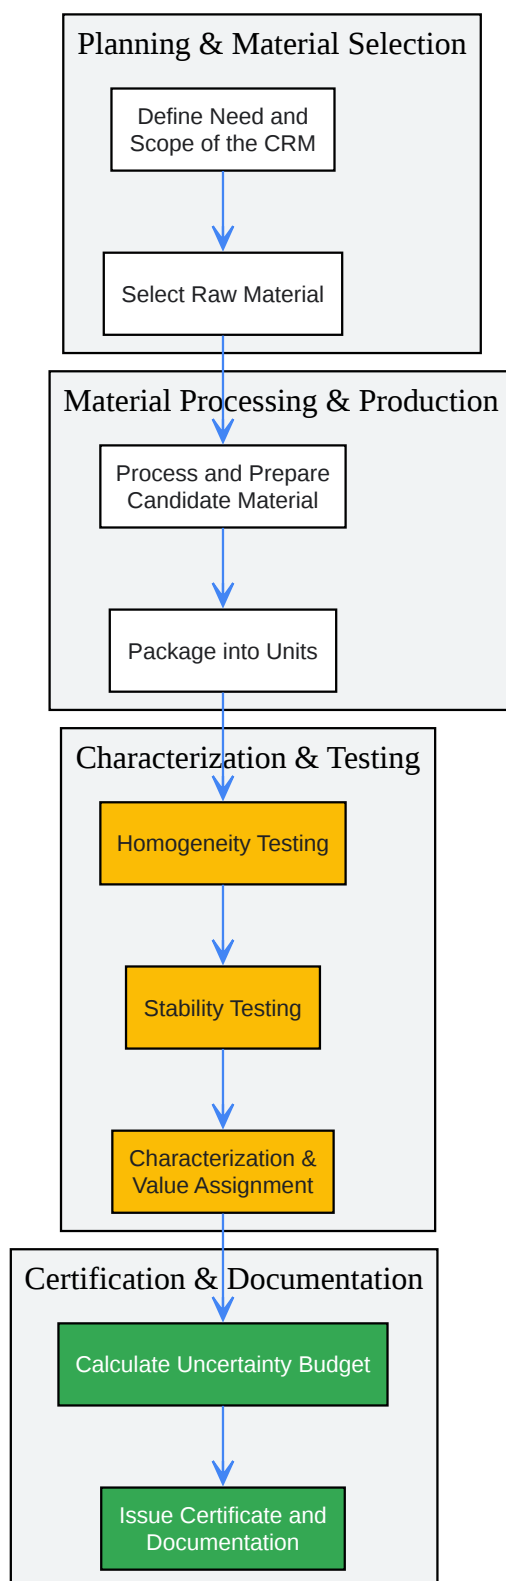 Planning & Material Selection
Define Need and
Scope of the CRM
Select Raw Material
Material Processing & Production
Process and Prepare
Candidate Material
Package into Units
Characterization & Testing
Homogeneity Testing
Stability Testing
Characterization &
Value Assignment
Certification & Documentation
Calculate Uncertainty Budget
Issue Certificate and
Documentation